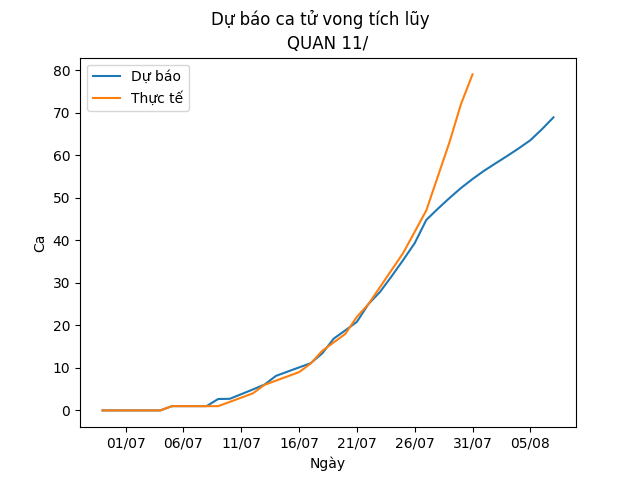 Dự báo ca tử vong tích lũy
QUAN 11/
Dự báo
Thực tế
80
70
60
50
40
30
20
10
0
Ca
01/07 06/07 11/07 16/07 21/07 26/07 31/07 05/08
Ngày